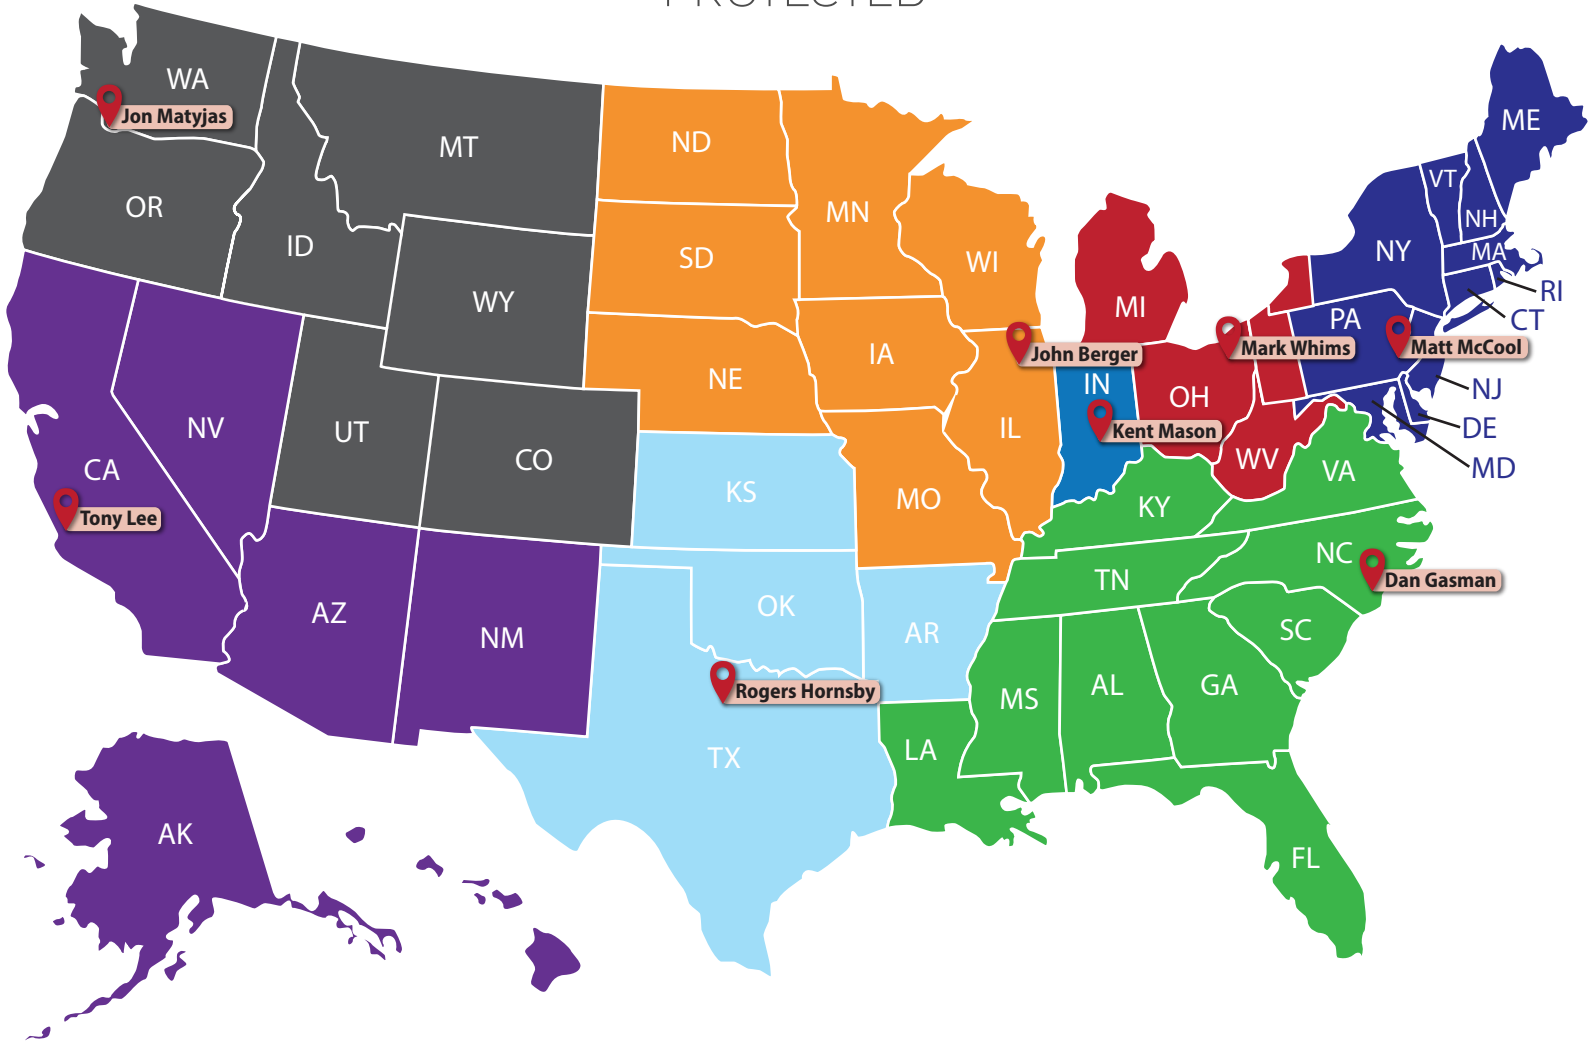 PROTECTED
WA
Jon Matyjas
MT
ND
MN
ME
VT
NH
OR
ID
SD
WI
NY
MA
RI
WY
MI
PA
CT
IA
John Berger
Mark Whims
Matt McCool
NE
IN
OH
NJ
NV
UT
IL
Kent Mason
DE
CO
WV
MD
CA
KS
MO
VA
Tony Lee
KY
NC
TN
Dan Gasman
AZ
OK
AR
SC
NM
Rogers Hornsby
MS
AL
GA
TX
LA
AK
FL